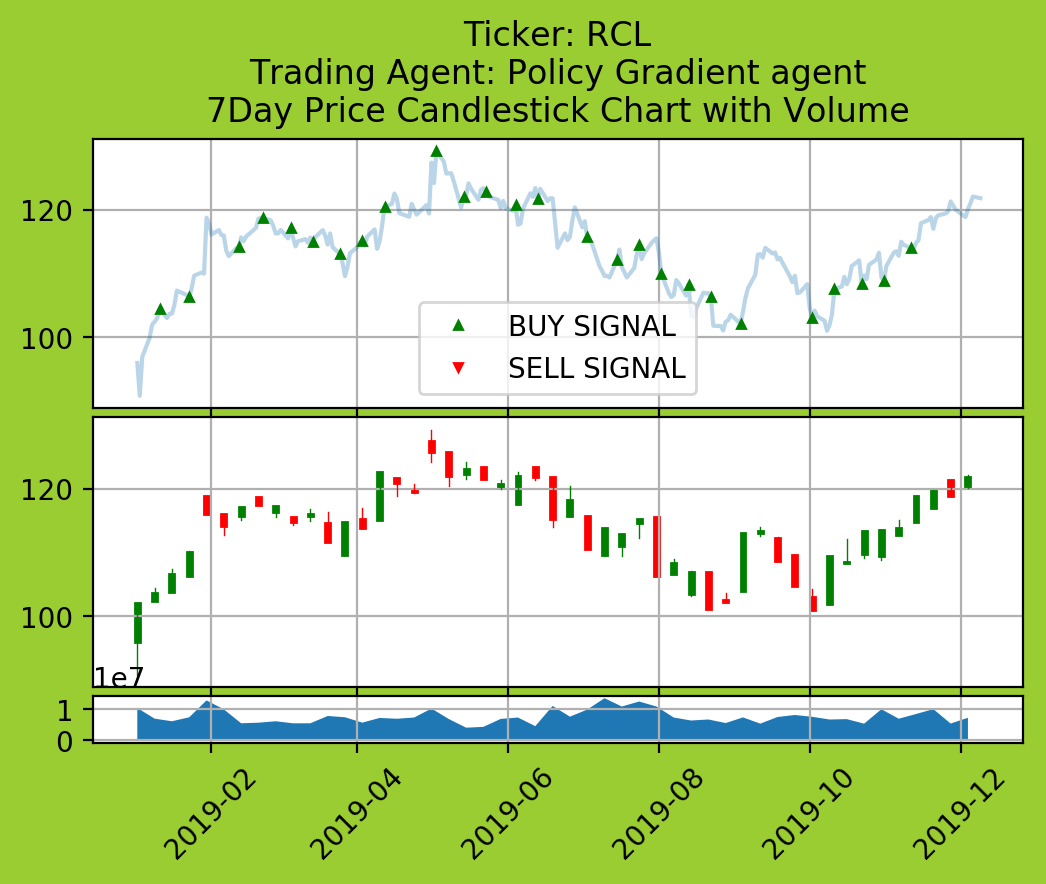 Ticker: RCL
Trading Agent: Policy Gradient agent
7Day Price Candlestick Chart with Volume
120
100
BUY SIGNAL
SELL SIGNAL
120
100
1e7
1
0
2019-02
2019-04
2019-06
2019-08
2019-10
2019-12